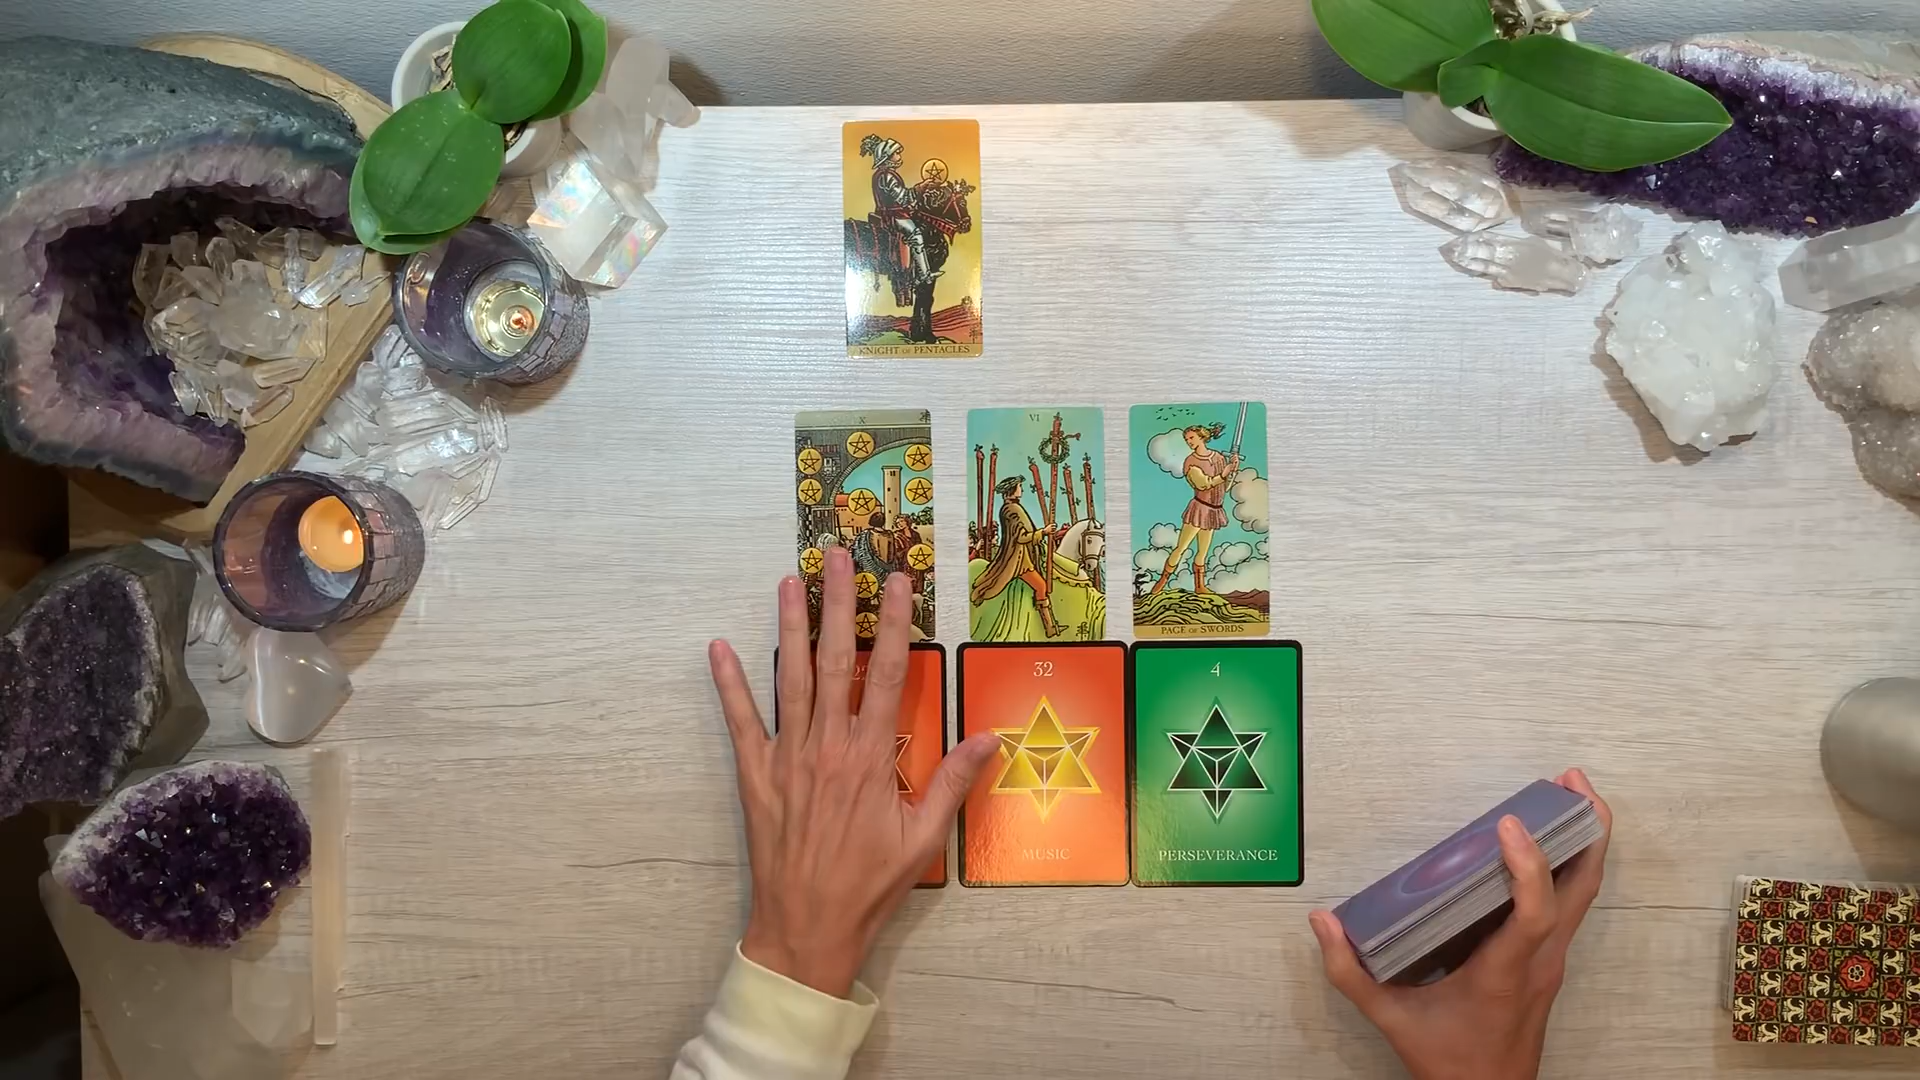 KNIGHT OF PENTACLES
X
VI
PAGE OF SWORDS
32
4
MUSIC
PERSEVERANCE